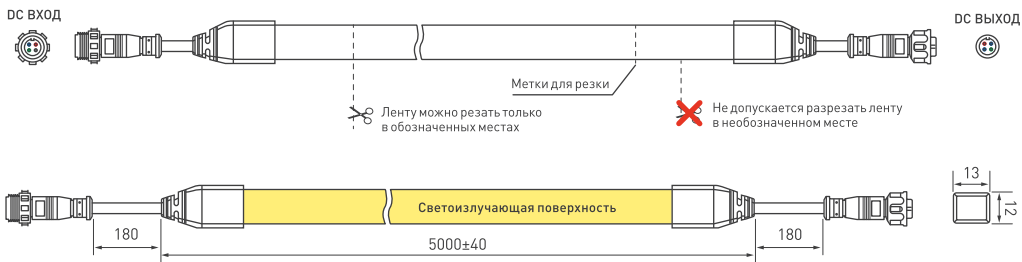 DC ВХОД
DC ВЫХОД
Метки для резки
Ленту можно резать только
в обозначенных местах
Не допускается разрезать ленту
в необозначенном месте
Светоизлучающая поверхность
13
12
180
5000±40
180